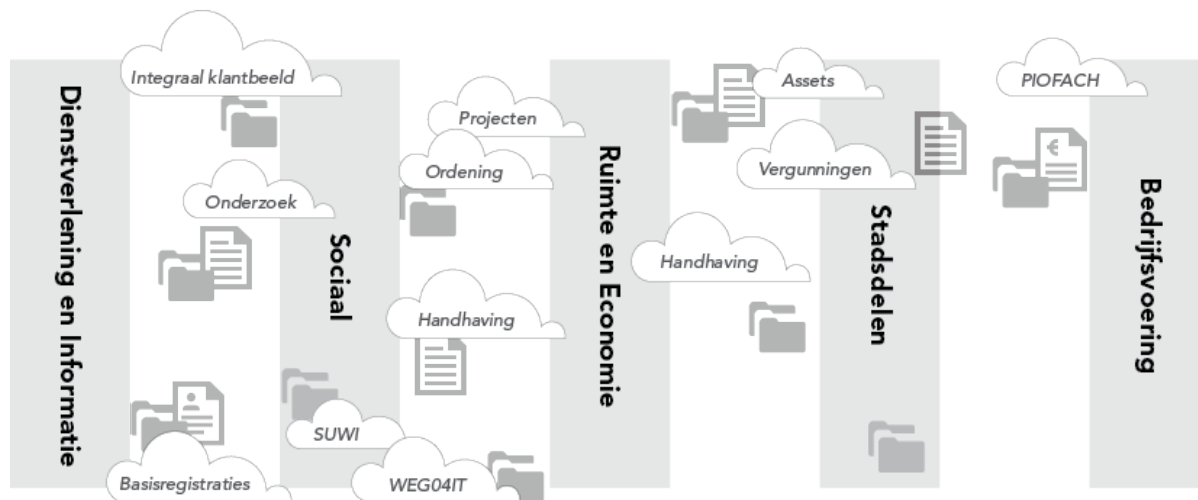 Dienstverlening en Informatie
Integraal klantbeeld
Onderzoek
Basisregistraties
Sociaal
SUWI
WEG04IT
Projecten
Ordening
Handhaving
Ruimte en Economie
Assets
Vergunningen
Handhaving
Stadsdelen
PIOFACH
€
Bedrijfsvoering